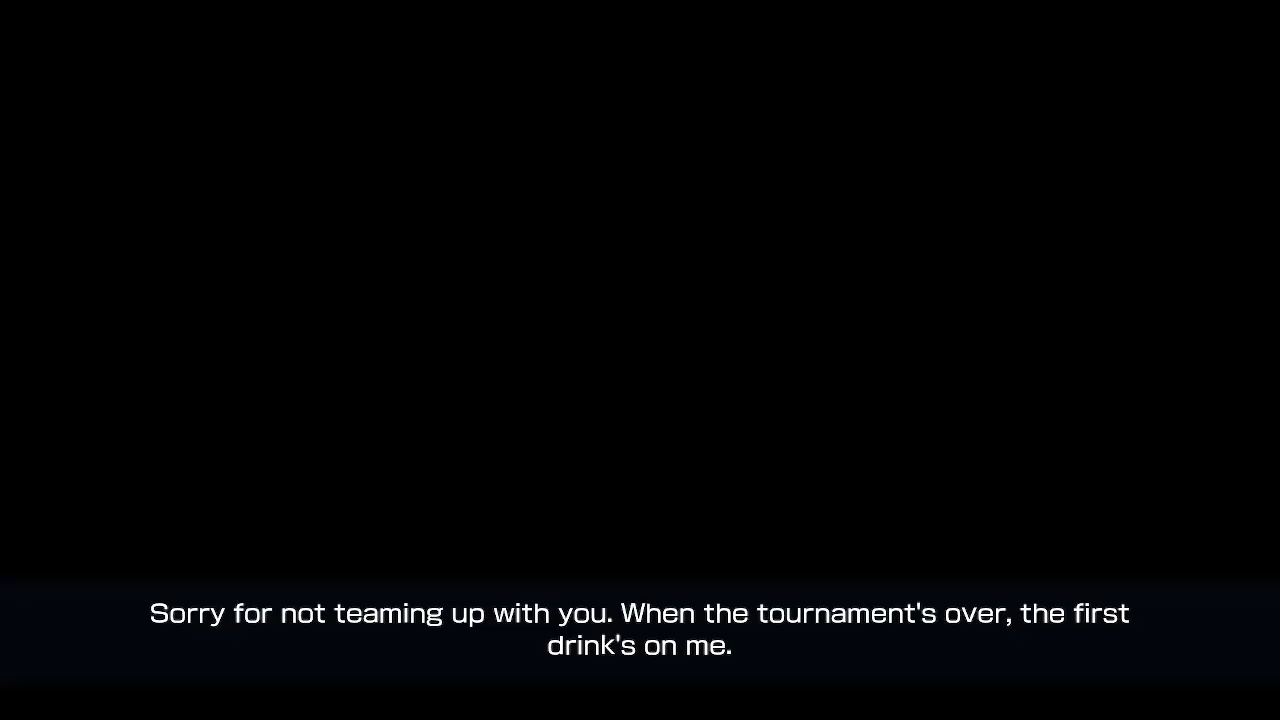 Sorry for not teaming up with you. When the tournament's over, the first
drink's on me.